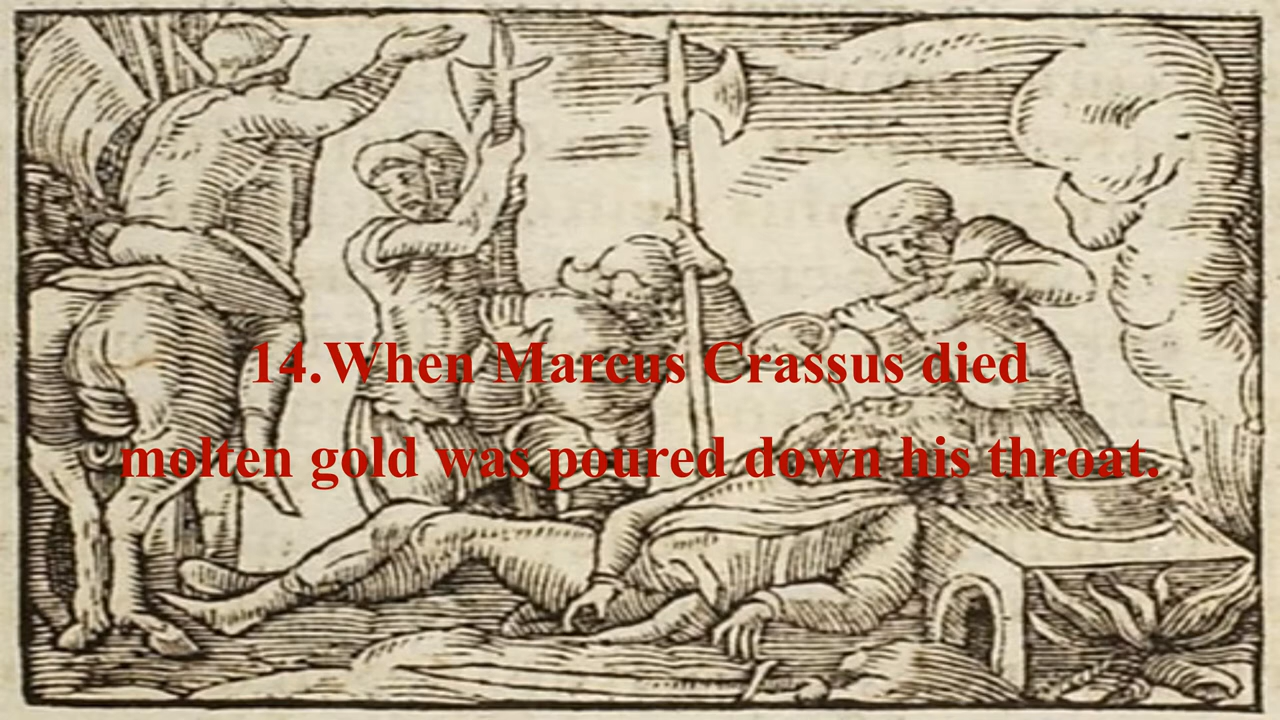 14.When Marcus Crassus died
molten gold was poured down his throat.